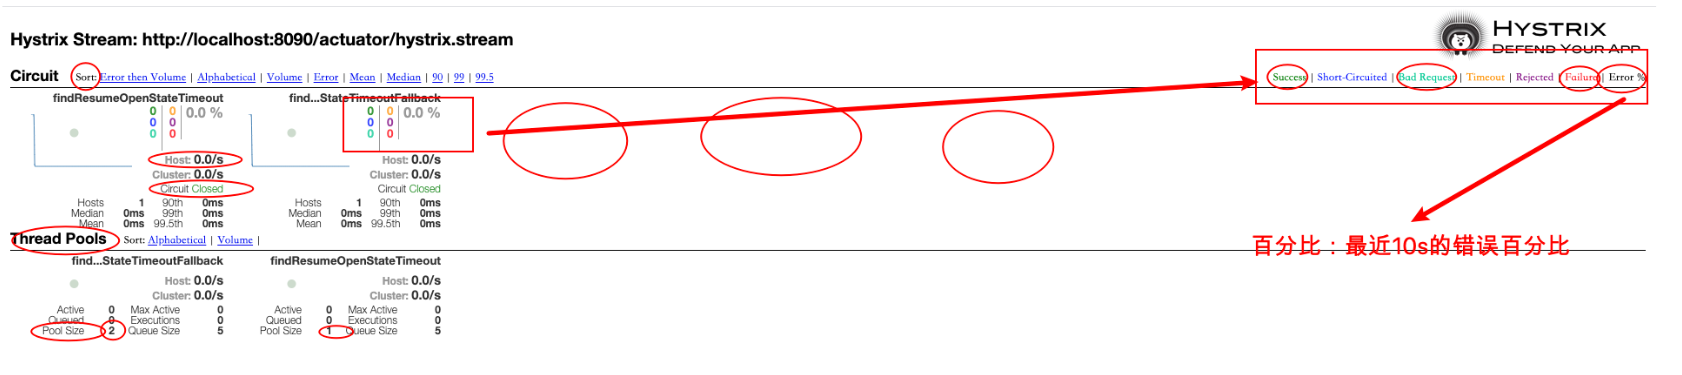 HYSTRIX
DEFEND YOUR APP
Hystrix Stream: http://localhost:8090/actuator/hystrix.stream
Circuit Sort: Error then Volume | Alphabetical | Volume | Error | Mean | Median | 90 | 99 | 99.5
Success | Short-Circuited | Bad Request | Timeout | Rejected | Failure | Error %
findResumeOpenStateTimeout
0 0 0.0 %
0 0
0 0
Host: 0.0/s
Cluster: 0.0/s
Circuit Closed
Hosts 1 90th 0ms
Median 0ms 99th 0ms
Mean 0ms 99.5th 0ms
find...StateTimeoutFallback
0 0 0.0 %
0 0
0 0
Host: 0.0/s
Cluster: 0.0/s
Circuit Closed
Hosts 1 90th 0ms
Median 0ms 99th 0ms
Mean 0ms 99.5th 0ms
百分比：最近10s的错误百分比
Thread Pools Sort: Alphabetical | Volume |
find...StateTimeoutFallback
Host: 0.0/s
Cluster: 0.0/s
Active 0 Max Active 0
Queued 0 Executions 0
Pool Size 2 Queue Size 5
findResumeOpenStateTimeout
Host: 0.0/s
Cluster: 0.0/s
Active 0 Max Active 0
Queued 0 Executions 0
Pool Size 1 Queue Size 5